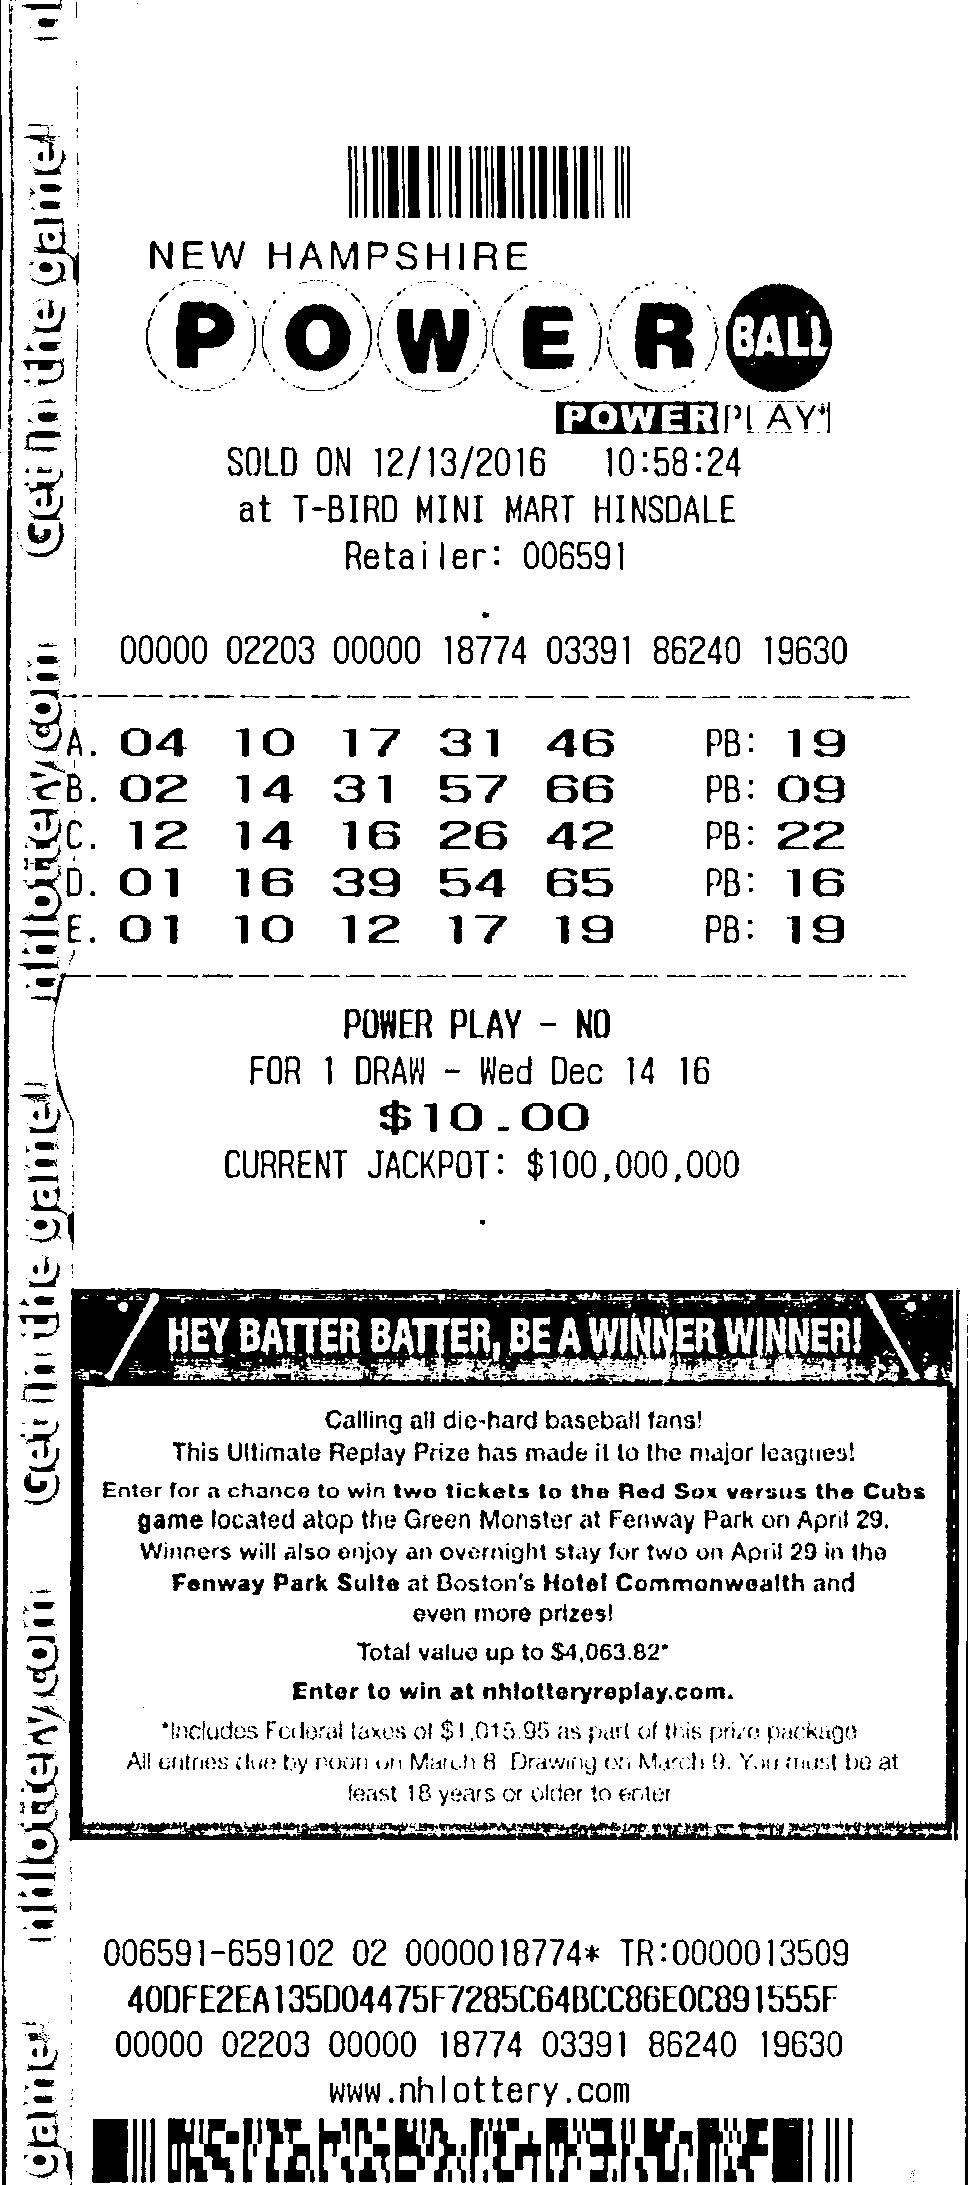 NEW HAMPSHIRE
POWER BALL
POWERPLAY
SOLD ON 12/13/2016 10:58:24
at T-BIRD MINI MART HINSDALE
Retailer: 006591
00000 02203 00000 18774 03391 86240 19630
A. 04 10 17 31 46 PB: 19
B. 02 14 31 57 66 PB: 09
C. 12 14 16 26 42 PB: 22
D. 01 16 39 54 65 PB: 16
E. 01 10 12 17 19 PB: 19
POWER PLAY - NO
FOR 1 DRAW - Wed Dec 14 16
$10.00
CURRENT JACKPOT: $100,000,000
HEY BATTER BATTER, BE A WINNER WINNER!
Calling all die-hard baseball fans!
This Ultimate Replay Prize has made it to the major leagues!
Enter for a chance to win two tickets to the Red Sox versus the Cubs
game located atop the Green Monster at Fenway Park on April 29.
Winners will also enjoy an overnight stay for two on April 29 in the
Fenway Park Suite at Boston's Hotel Commonwealth and
even more prizes!
Total value up to $4,063.82*
Enter to win at nhlotteryreplay.com.
*Includes Federal taxes of $1,015.95 as part of this prize package
All entries due by noon on March 8. Drawing on March 9. You must be at
least 18 years or older to enter
006591-659102 02 0000018774* TR:0000013509
40DFE2EA135D04475F7285C64BCC86E0C891555F
00000 02203 00000 18774 03391 86240 19630
www.nhlottery.com
Get in the game!
nhlottery.com
Get in the game!
nhlottery.com
game!